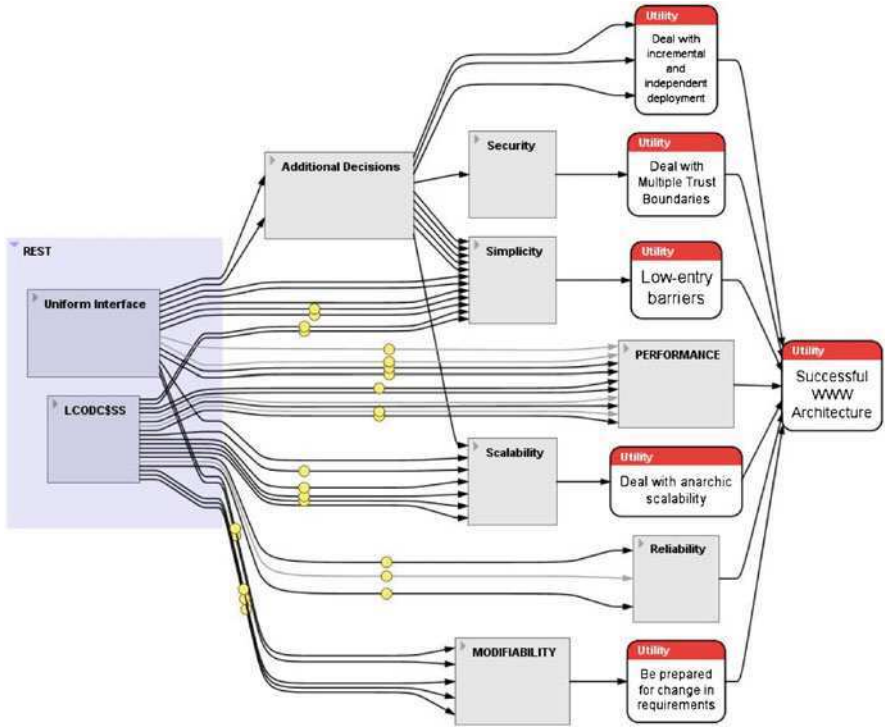 Utility
Deal with
incremental
and
independent
deployment
Additional Decisions
Security
Utility
Deal with
Multiple Trust
Boundaries
REST
Uniform Interface
Simplicity
Utility
Low-entry
barriers
LCODC$SS
PERFORMANCE
Utility
Successful
WWW
Architecture
Scalability
Utility
Deal with anarchic
scalability
Reliability
MODIFIABILITY
Utility
Be prepared
for change in
requirements